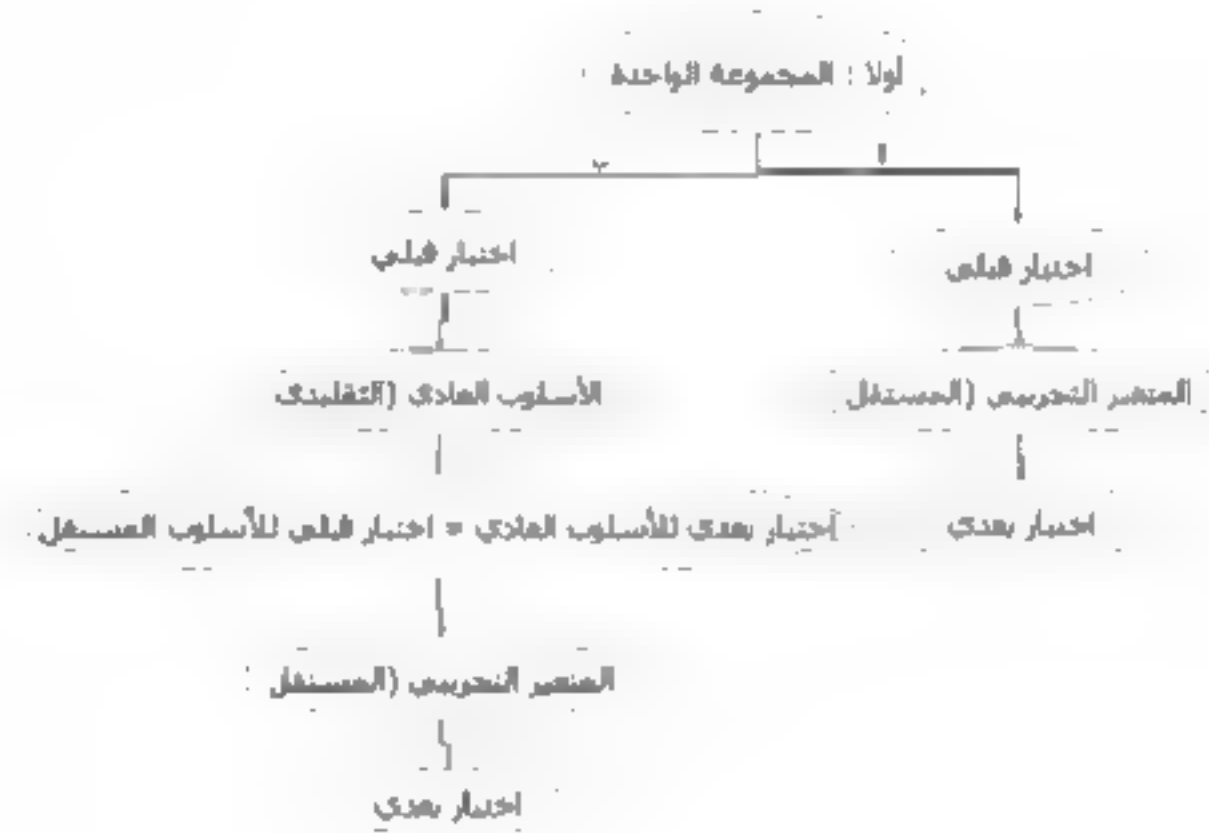 أولا : المجموعة الواحدة
١
٢
اختبار قبلي
اختبار قبلي
المتغير التجريبي (المستقل
الأسلوب العادي (التقليدي
اختبار بعدي
اختبار بعدي للأسلوب العادي = اختبار قبلي للأسلوب المستقل
المتغير التجريبي (المستقل
اختبار بعدي